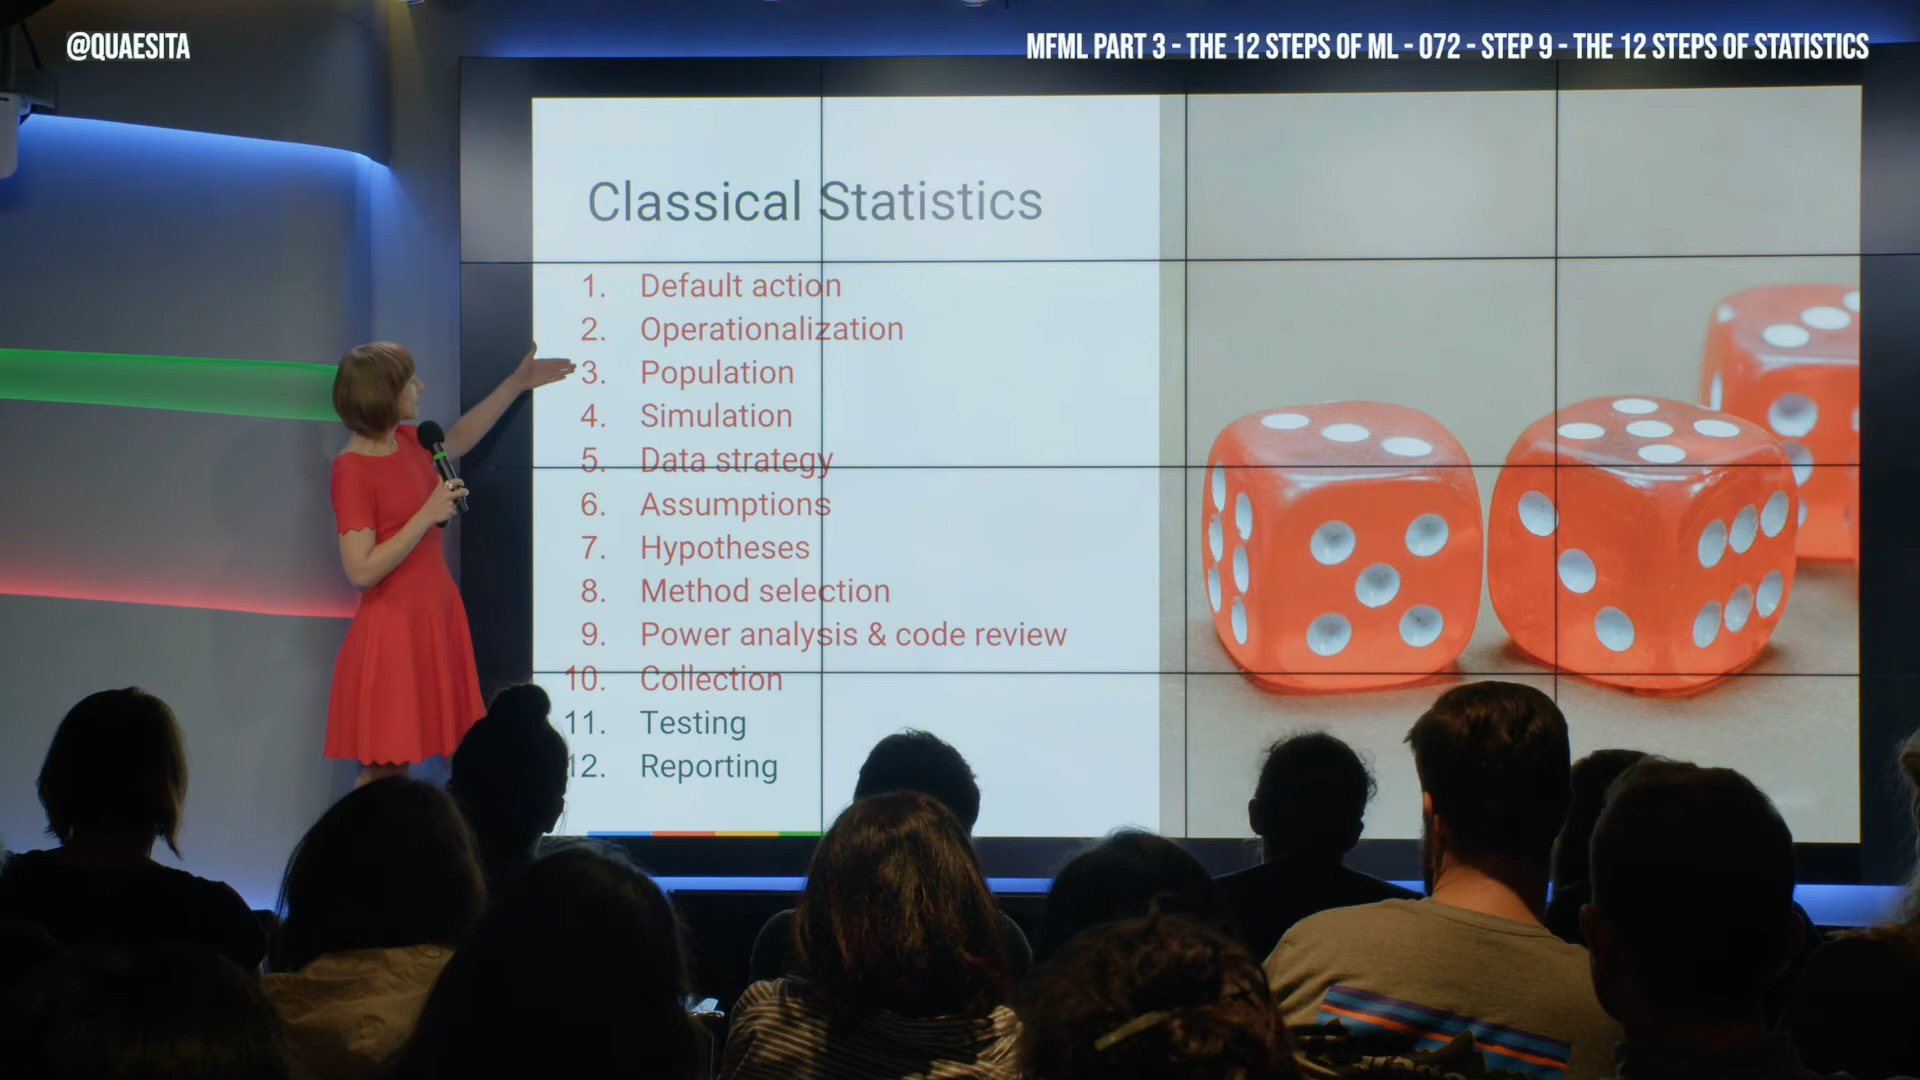 @QUAESITA
MFML PART 3 - THE 12 STEPS OF ML - 072 - STEP 9 - THE 12 STEPS OF STATISTICS
Classical Statistics
1. Default action
2. Operationalization
3. Population
4. Simulation
5. Data strategy
6. Assumptions
7. Hypotheses
8. Method selection
9. Power analysis & code review
10. Collection
11. Testing
12. Reporting